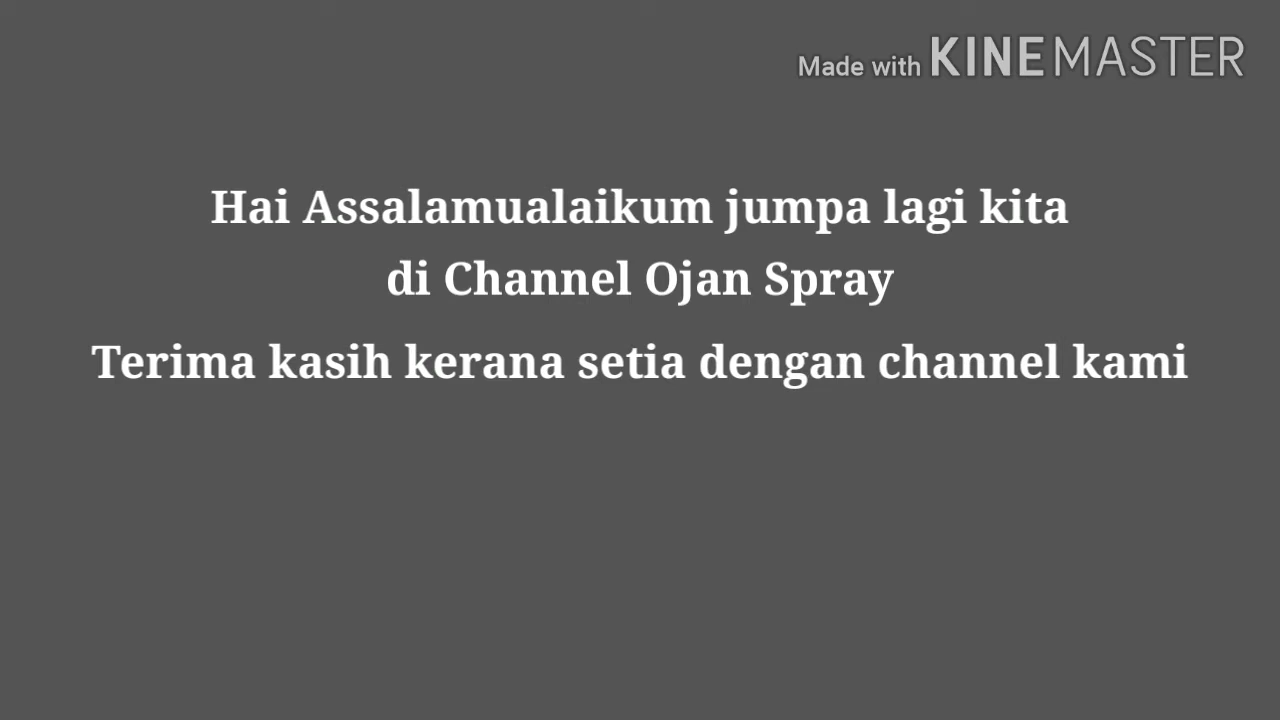 Made with KINEMASTER
Hai Assalamualaikum jumpa lagi kita
di Channel Ojan Spray
Terima kasih kerana setia dengan channel kami